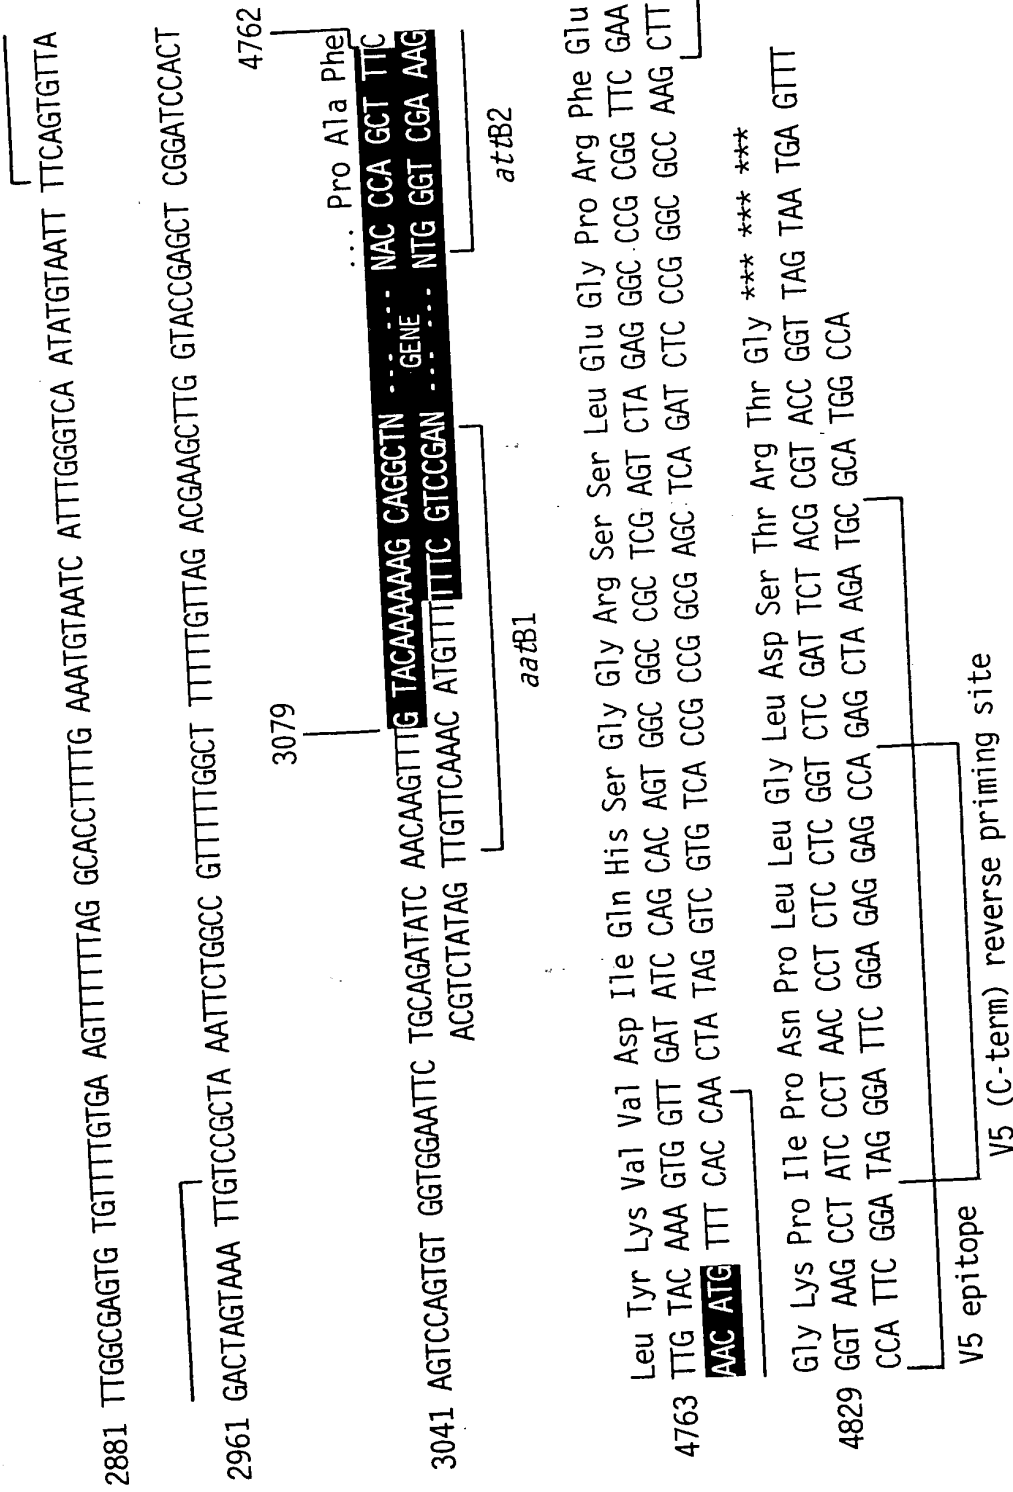 2881 TTGGCGAGTG TGTTTTGTGA AGTTTTTTAG GCACCTTTTG AAATGTAATC ATTTGGGTCA ATATGTAATT TTCAGTGTTA
2961 GACTAGTAAA TTGTCCGCTA AATTCTGGCC GTTTTTGGCT TTTTTGTTAG ACGAAGCTTG GTACCGAGCT CGGATCCACT
3079
4762
... Pro Ala Phe
3041 AGTCCAGTGT GGTGGAATTC TGCAGATATC AACAAGTTTG TACAAAAAAG CAGGCTN ... ... NAC CCA GCT TTC
GENE
ACGTCTATAG TTGTTCAAAC ATGTTTTTTC GTCCGAN ... ... NTG GGT CGA AAG
aatB1
attB2
Leu Tyr Lys Val Val Asp Ile Gln His Ser Gly Gly Arg Ser Ser Leu Glu Gly Pro Arg Phe Glu
4763 TTG TAC AAA GTG GTT GAT ATC CAG CAC AGT GGC GGC CGC TCG AGT CTA GAG GGC CCG CGG TTC GAA
AAC ATG TTT CAC CAA CTA TAG GTC GTG TCA CCG CCG GCG AGC TCA GAT CTC CCG GGC GCC AAG CTT
Gly Lys Pro Ile Pro Asn Pro Leu Leu Gly Leu Asp Ser Thr Arg Thr Gly *** *** ***
4829 GGT AAG CCT ATC CCT AAC CCT CTC CTC GGT CTC GAT TCT ACG CGT ACC GGT TAG TAA TGA GTTT
CCA TTC GGA TAG GGA TTC GGA GAG GAG CCA GAG CTA AGA TGC GCA TGG CCA
V5 epitope
V5 (C-term) reverse priming site